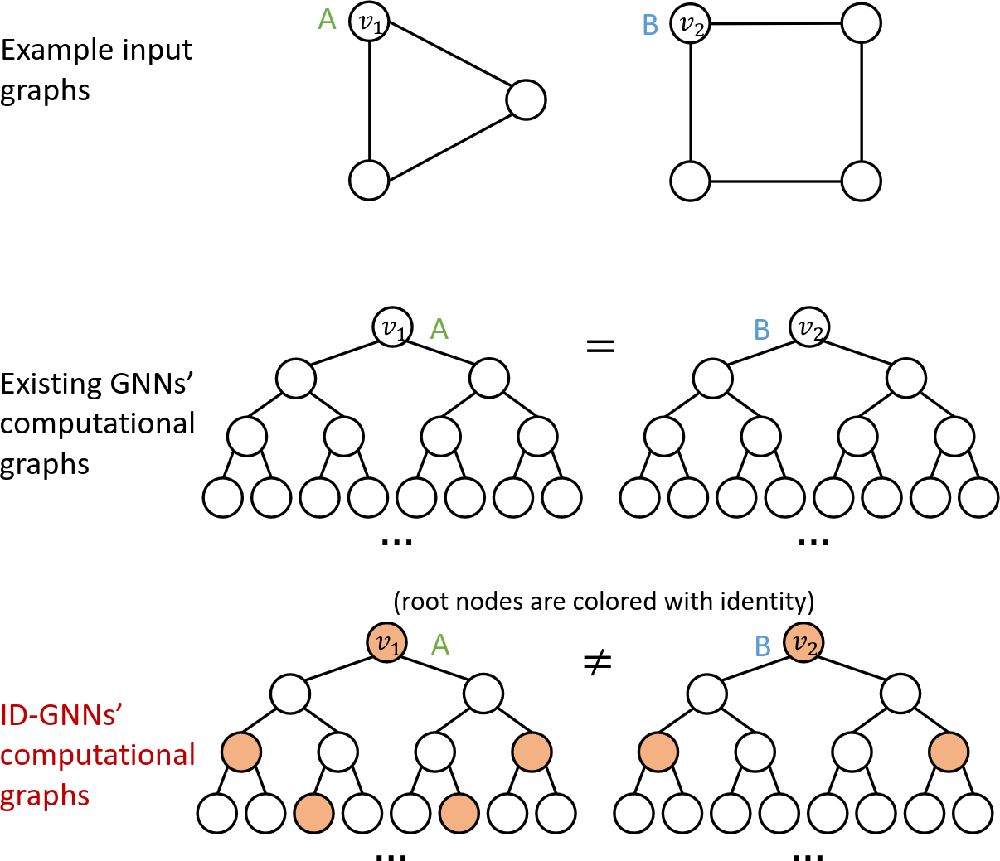 A v₁
B v₂
Example input
graphs
v₁ A = B v₂
Existing GNNs’
computational
graphs
... ...
(root nodes are colored with identity)
v₁ A ≠ B v₂
ID-GNNs’
computational
graphs
... ...